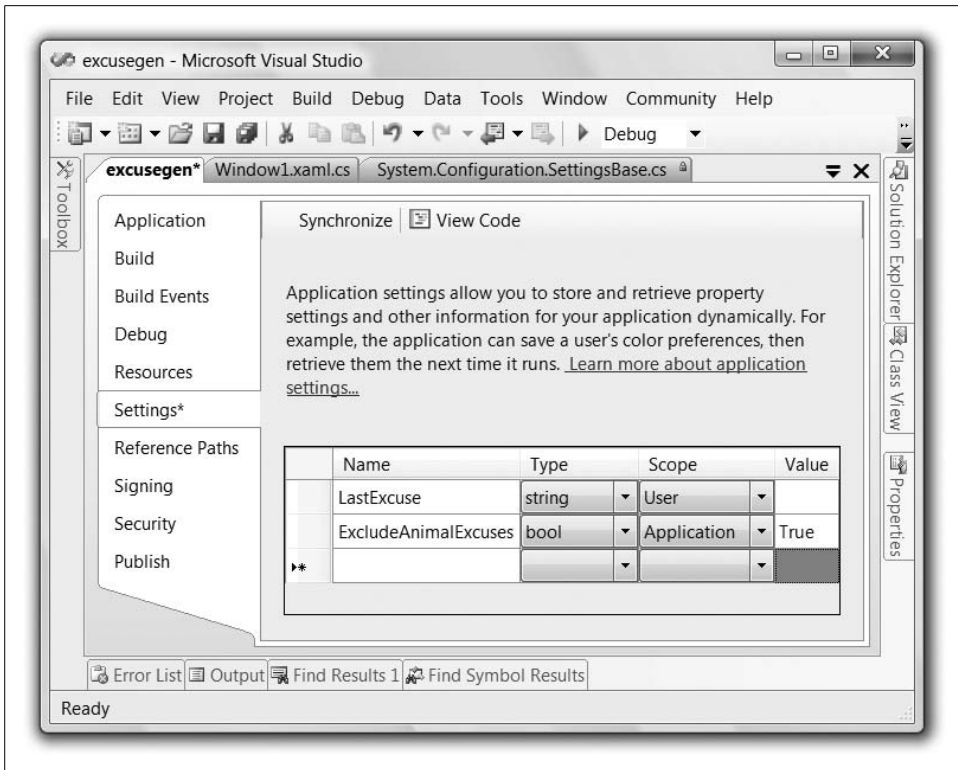 excusegen - Microsoft Visual Studio
File Edit View Project Build Debug Data Tools Window Community Help
Debug
Toolbox
excusegen* Window1.xaml.cs System.Configuration.SettingsBase.cs
Application
Build
Build Events
Debug
Resources
Settings*
Reference Paths
Signing
Security
Publish
Synchronize View Code
Application settings allow you to store and retrieve property
settings and other information for your application dynamically. For
example, the application can save a user's color preferences, then
retrieve them the next time it runs. Learn more about application
settings...
Name Type Scope Value
LastExcuse string User
ExcludeAnimalExcuses bool Application True
Solution Explorer
Class View
Properties
Error List Output Find Results 1 Find Symbol Results
Ready